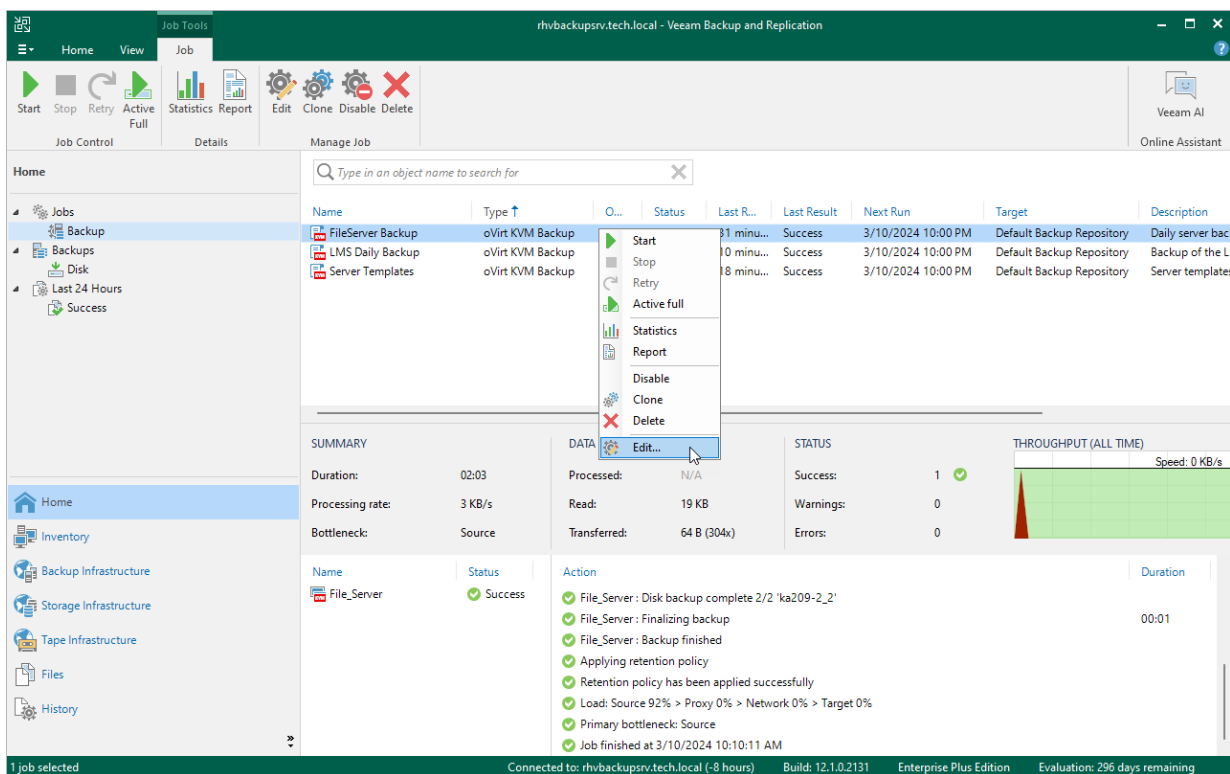 Job Tools
rhvbackupsrv.tech.local - Veeam Backup and Replication
Home View Job
Start Stop Retry Active Full
Statistics Report
Edit Clone Disable Delete
Veeam AI
Job Control Details Manage Job Online Assistant
Home
Type in an object name to search for
Jobs
Backup
Backups
Disk
Last 24 Hours
Success
Name Type O... Status Last R... Last Result Next Run Target Description
FileServer Backup oVirt KVM Backup 31 minu... Success 3/10/2024 10:00 PM Default Backup Repository Daily server bac
LMS Daily Backup oVirt KVM Backup 10 minu... Success 3/10/2024 10:00 PM Default Backup Repository Backup of the L
Server Templates oVirt KVM Backup 18 minu... Success 3/10/2024 10:00 PM Default Backup Repository Server templates
Start
Stop
Retry
Active full
Statistics
Report
Disable
Clone
Delete
Edit...
SUMMARY DATA STATUS THROUGHPUT (ALL TIME)
Speed: 0 KB/s
Duration: 02:03 Processed: N/A Success: 1
Processing rate: 3 KB/s Read: 19 KB Warnings: 0
Bottleneck: Source Transferred: 64 B (304x) Errors: 0
Home
Inventory
Backup Infrastructure
Storage Infrastructure
Tape Infrastructure
Files
History
Name Status Action Duration
File_Server Success
File_Server : Disk backup complete 2/2 'ka209-2_2'
File_Server : Finalizing backup 00:01
File_Server : Backup finished
Applying retention policy
Retention policy has been applied successfully
Load: Source 92% > Proxy 0% > Network 0% > Target 0%
Primary bottleneck: Source
Job finished at 3/10/2024 10:10:11 AM
1 job selected
Connected to: rhvbackupsrv.tech.local (-8 hours) Build: 12.1.0.2131 Enterprise Plus Edition Evaluation: 296 days remaining